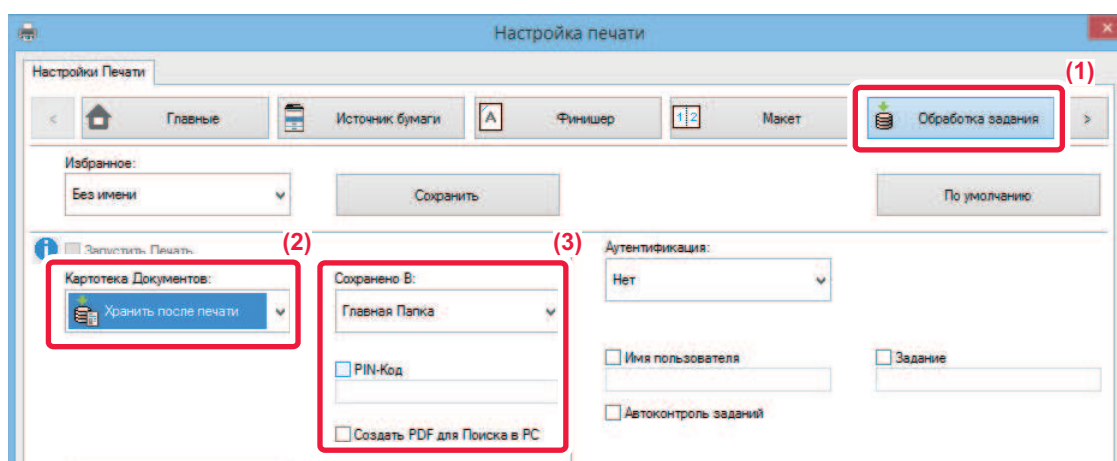 Настройка печати
Настройки Печати
(1)
<
Главные
Источник бумаги
A
Финишер
1 2
Макет
Обработка задания
>
Избранное:
Без имени
Сохранить
По умолчанию
Запустить Печать
(2)
(3)
Картотека Документов:
Хранить после печати
Сохранено В:
Главная Папка
PIN-Код
Создать PDF для Поиска в PC
Аутентификация:
Нет
Имя пользователя
Задание
Автоконтроль заданий